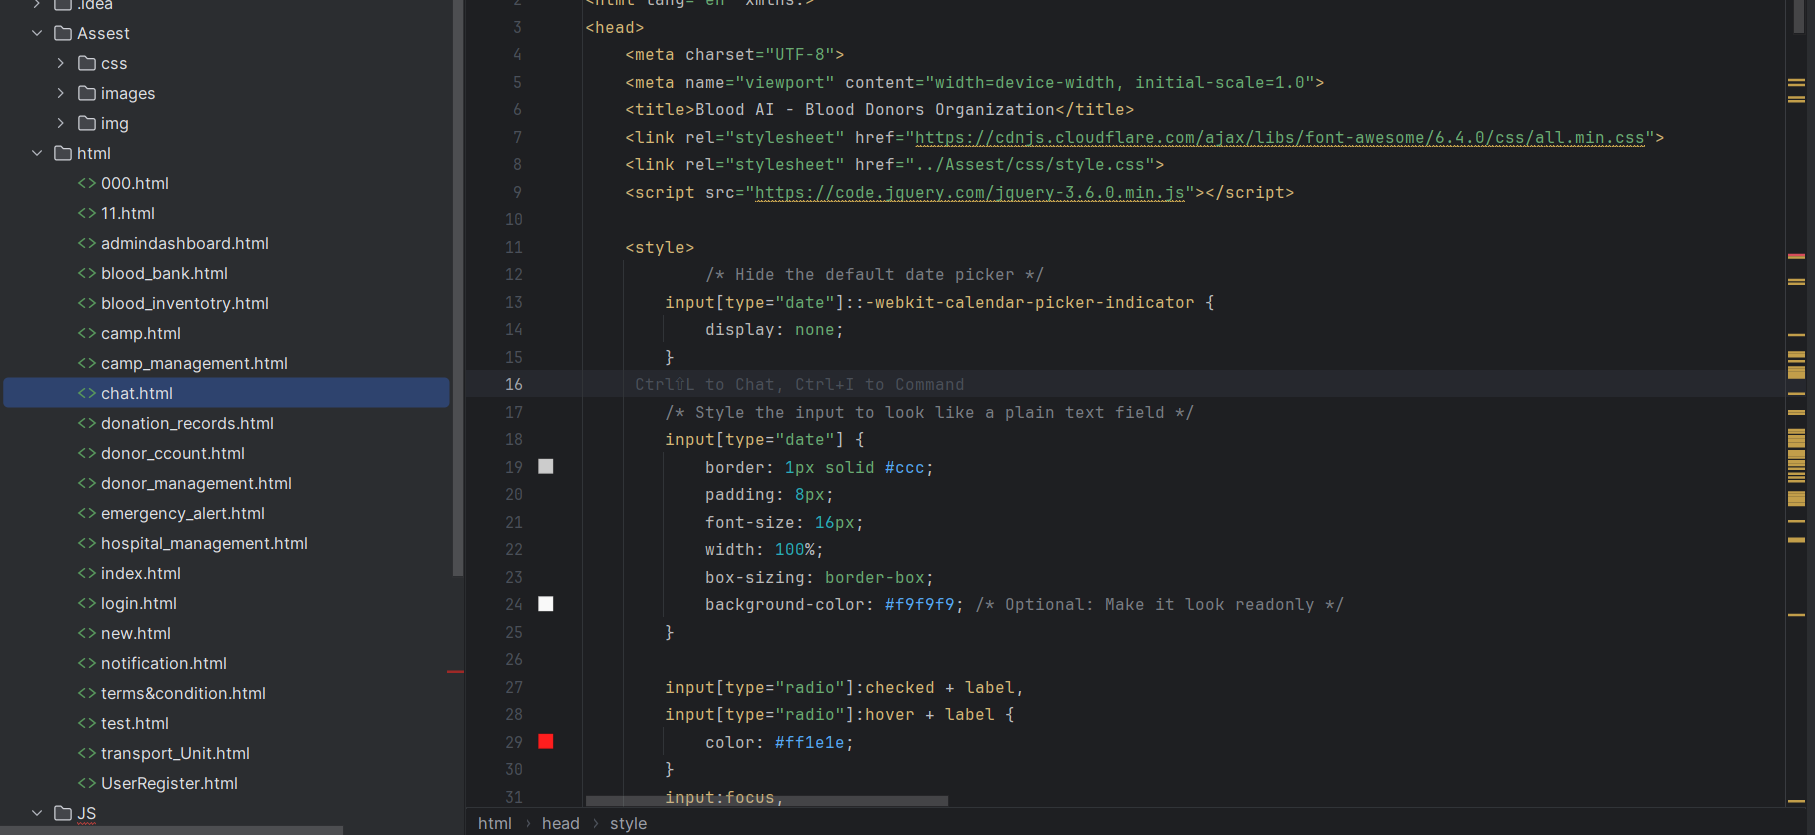 .idea
Assest
css
images
img
html
000.html
11.html
admindashboard.html
blood_bank.html
blood_inventotry.html
camp.html
camp_management.html
chat.html
donation_records.html
donor_ccount.html
donor_management.html
emergency_alert.html
hospital_management.html
index.html
login.html
new.html
notification.html
terms&condition.html
test.html
transport_Unit.html
UserRegister.html
JS
2 <html lang="en" xmlns:>
3 <head>
4 <meta charset="UTF-8">
5 <meta name="viewport" content="width=device-width, initial-scale=1.0">
6 <title>Blood AI - Blood Donors Organization</title>
7 <link rel="stylesheet" href="https://cdnjs.cloudflare.com/ajax/libs/font-awesome/6.4.0/css/all.min.css">
8 <link rel="stylesheet" href="../Assest/css/style.css">
9 <script src="https://code.jquery.com/jquery-3.6.0.min.js"></script>
10
11 <style>
12 /* Hide the default date picker */
13 input[type="date"]::-webkit-calendar-picker-indicator {
14 display: none;
15 }
16 Ctrl⇧L to Chat, Ctrl+I to Command
17 /* Style the input to look like a plain text field */
18 input[type="date"] {
19 border: 1px solid #ccc;
20 padding: 8px;
21 font-size: 16px;
22 width: 100%;
23 box-sizing: border-box;
24 background-color: #f9f9f9; /* Optional: Make it look readonly */
25 }
26
27 input[type="radio"]:checked + label,
28 input[type="radio"]:hover + label {
29 color: #ff1e1e;
30 }
31 input:focus,
html › head › style